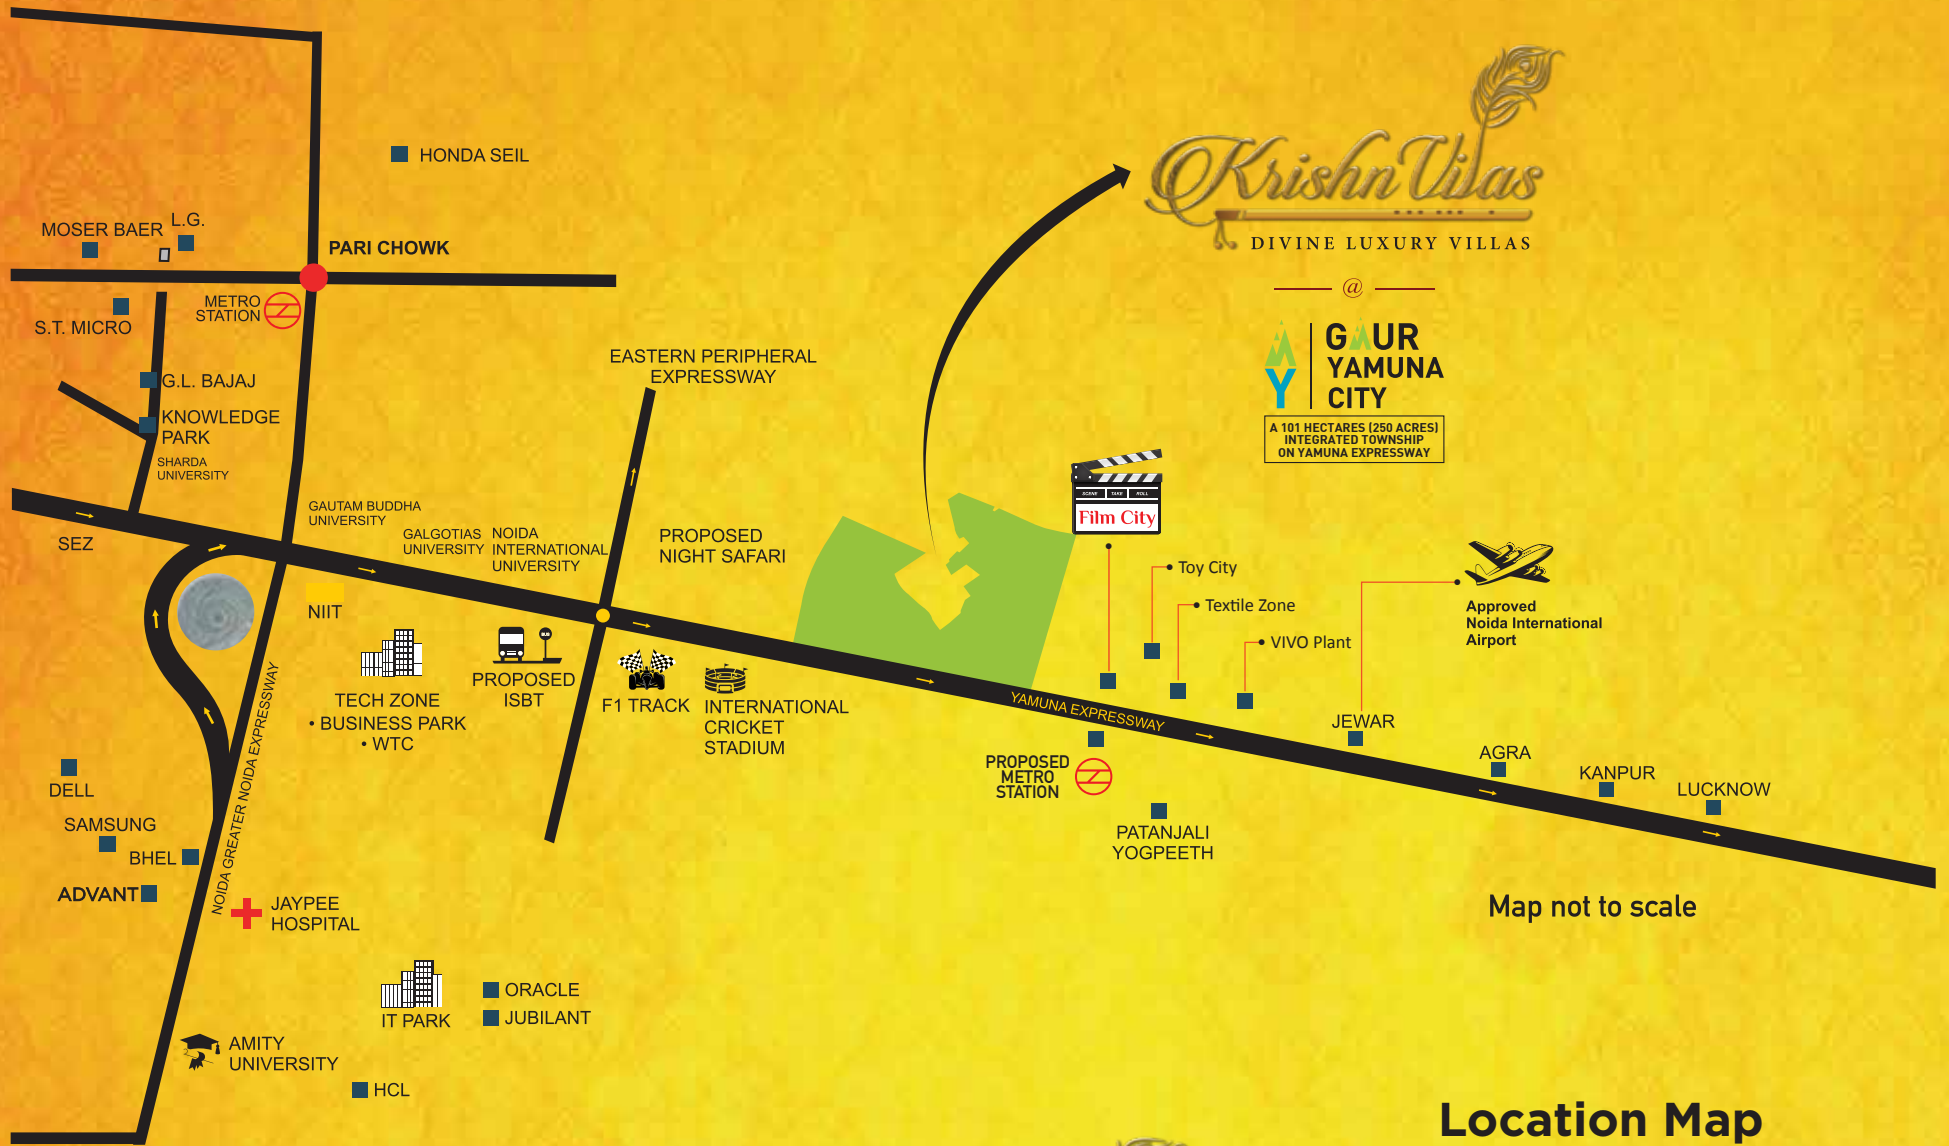 Krishn Vilas
DIVINE LUXURY VILLAS
@
GAUR
YAMUNA
CITY
A 101 HECTARES (250 ACRES)
INTEGRATED TOWNSHIP
ON YAMUNA EXPRESSWAY
HONDA SEIL
MOSER BAER
L.G.
PARI CHOWK
METRO
STATION
S.T. MICRO
G.L. BAJAJ
KNOWLEDGE
PARK
SHARDA
UNIVERSITY
EASTERN PERIPHERAL
EXPRESSWAY
SEZ
GAUTAM BUDDHA
UNIVERSITY
GALGOTIAS
UNIVERSITY
NOIDA
INTERNATIONAL
UNIVERSITY
PROPOSED
NIGHT SAFARI
SCENE TAKE ROLL
Film City
Toy City
Textile Zone
VIVO Plant
Approved
Noida International
Airport
NIIT
TECH ZONE
• BUSINESS PARK
• WTC
BUS
PROPOSED
ISBT
F1 TRACK
INTERNATIONAL
CRICKET
STADIUM
YAMUNA EXPRESSWAY
JEWAR
AGRA
KANPUR
LUCKNOW
PROPOSED
METRO
STATION
PATANJALI
YOGPEETH
NOIDA GREATER NOIDA EXPRESSWAY
DELL
SAMSUNG
BHEL
ADVANT
JAYPEE
HOSPITAL
Map not to scale
IT PARK
ORACLE
JUBILANT
AMITY
UNIVERSITY
HCL
Location Map